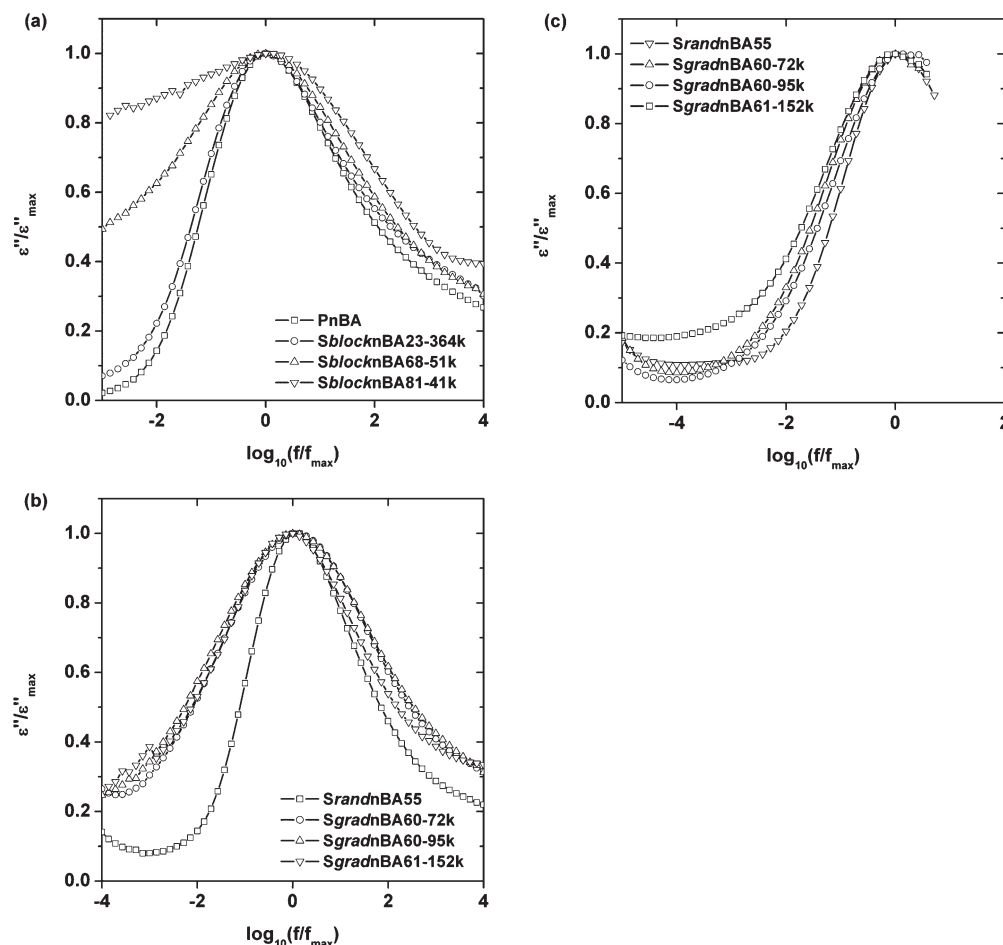 (a)
1.0
0.8
0.6
0.4
0.2
0.0
ε''/ε''max
PnBA
SblocknBA23-364k
SblocknBA68-51k
SblocknBA81-41k
-2 0 2 4
log10(f/fmax)
(c)
SrandnBA55
SgradnBA60-72k
SgradnBA60-95k
SgradnBA61-152k
1.0
0.8
0.6
0.4
0.2
0.0
ε''/ε''max
-4 -2 0 2
log10(f/fmax)
(b)
1.0
0.8
0.6
0.4
0.2
0.0
ε''/ε''max
SrandnBA55
SgradnBA60-72k
SgradnBA60-95k
SgradnBA61-152k
-4 -2 0 2 4
log10(f/fmax)